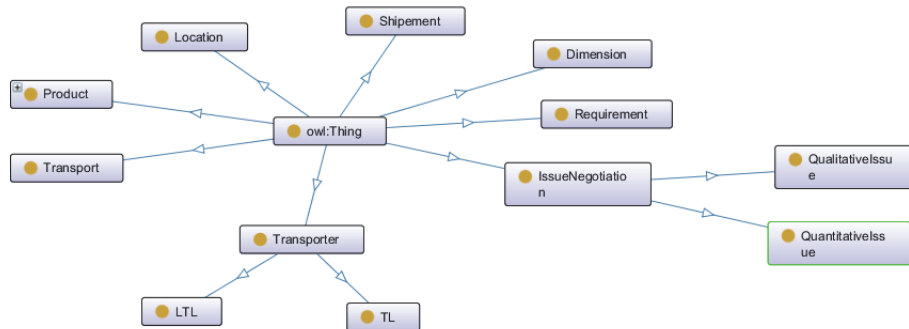 Shipement
Location
Dimension
Product
Requirement
owl:Thing
Transport
IssueNegotiatio
n
QualitativeIssu
e
QuantitativeIss
ue
Transporter
LTL
TL